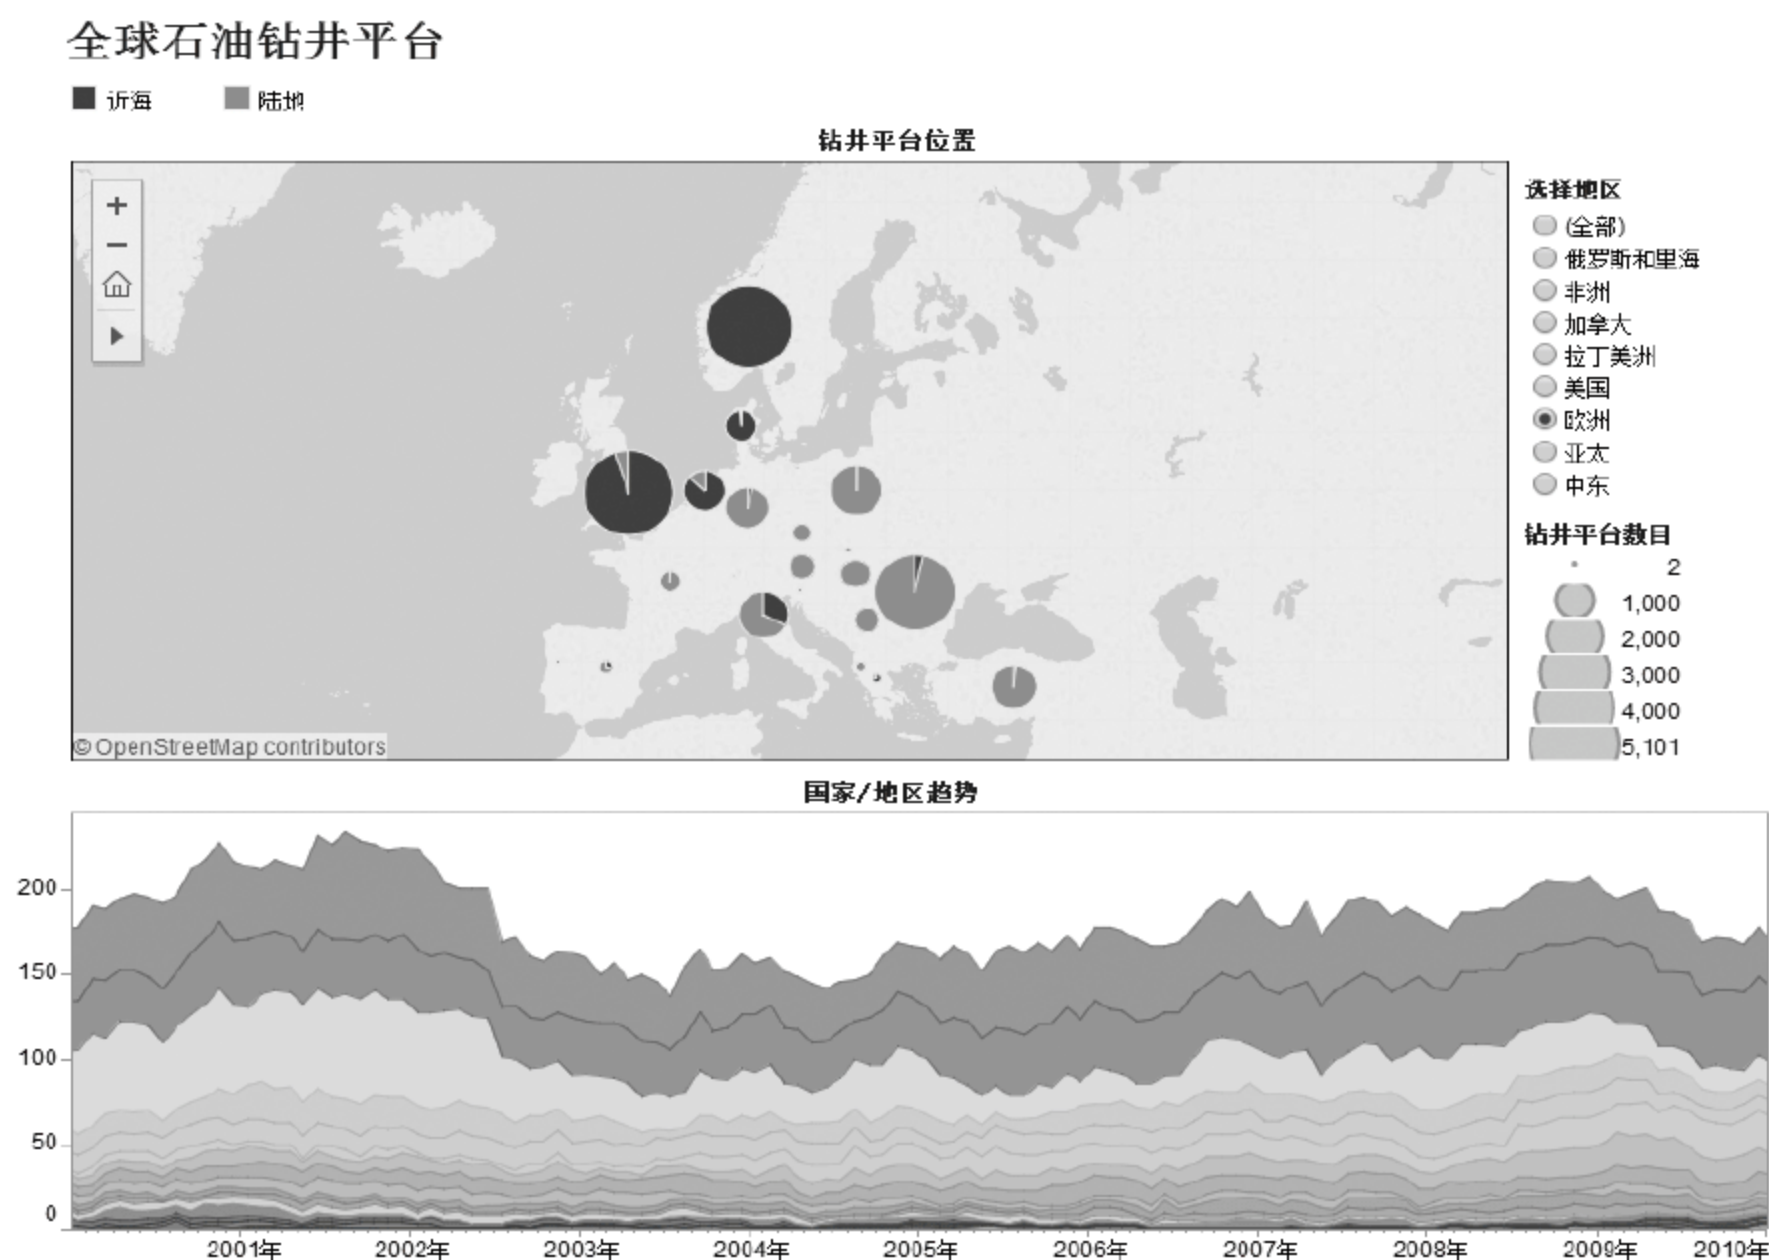 全球石油钻井平台
近海 陆地
钻井平台位置
+
−
© OpenStreetMap contributors
选择地区
(全部)
俄罗斯和里海
非洲
加拿大
拉丁美洲
美国
欧洲
亚太
中东
钻井平台数目
2
1,000
2,000
3,000
4,000
5,101
国家/地区趋势
200
150
100
50
0
2001年 2002年 2003年 2004年 2005年 2006年 2007年 2008年 2009年 2010年